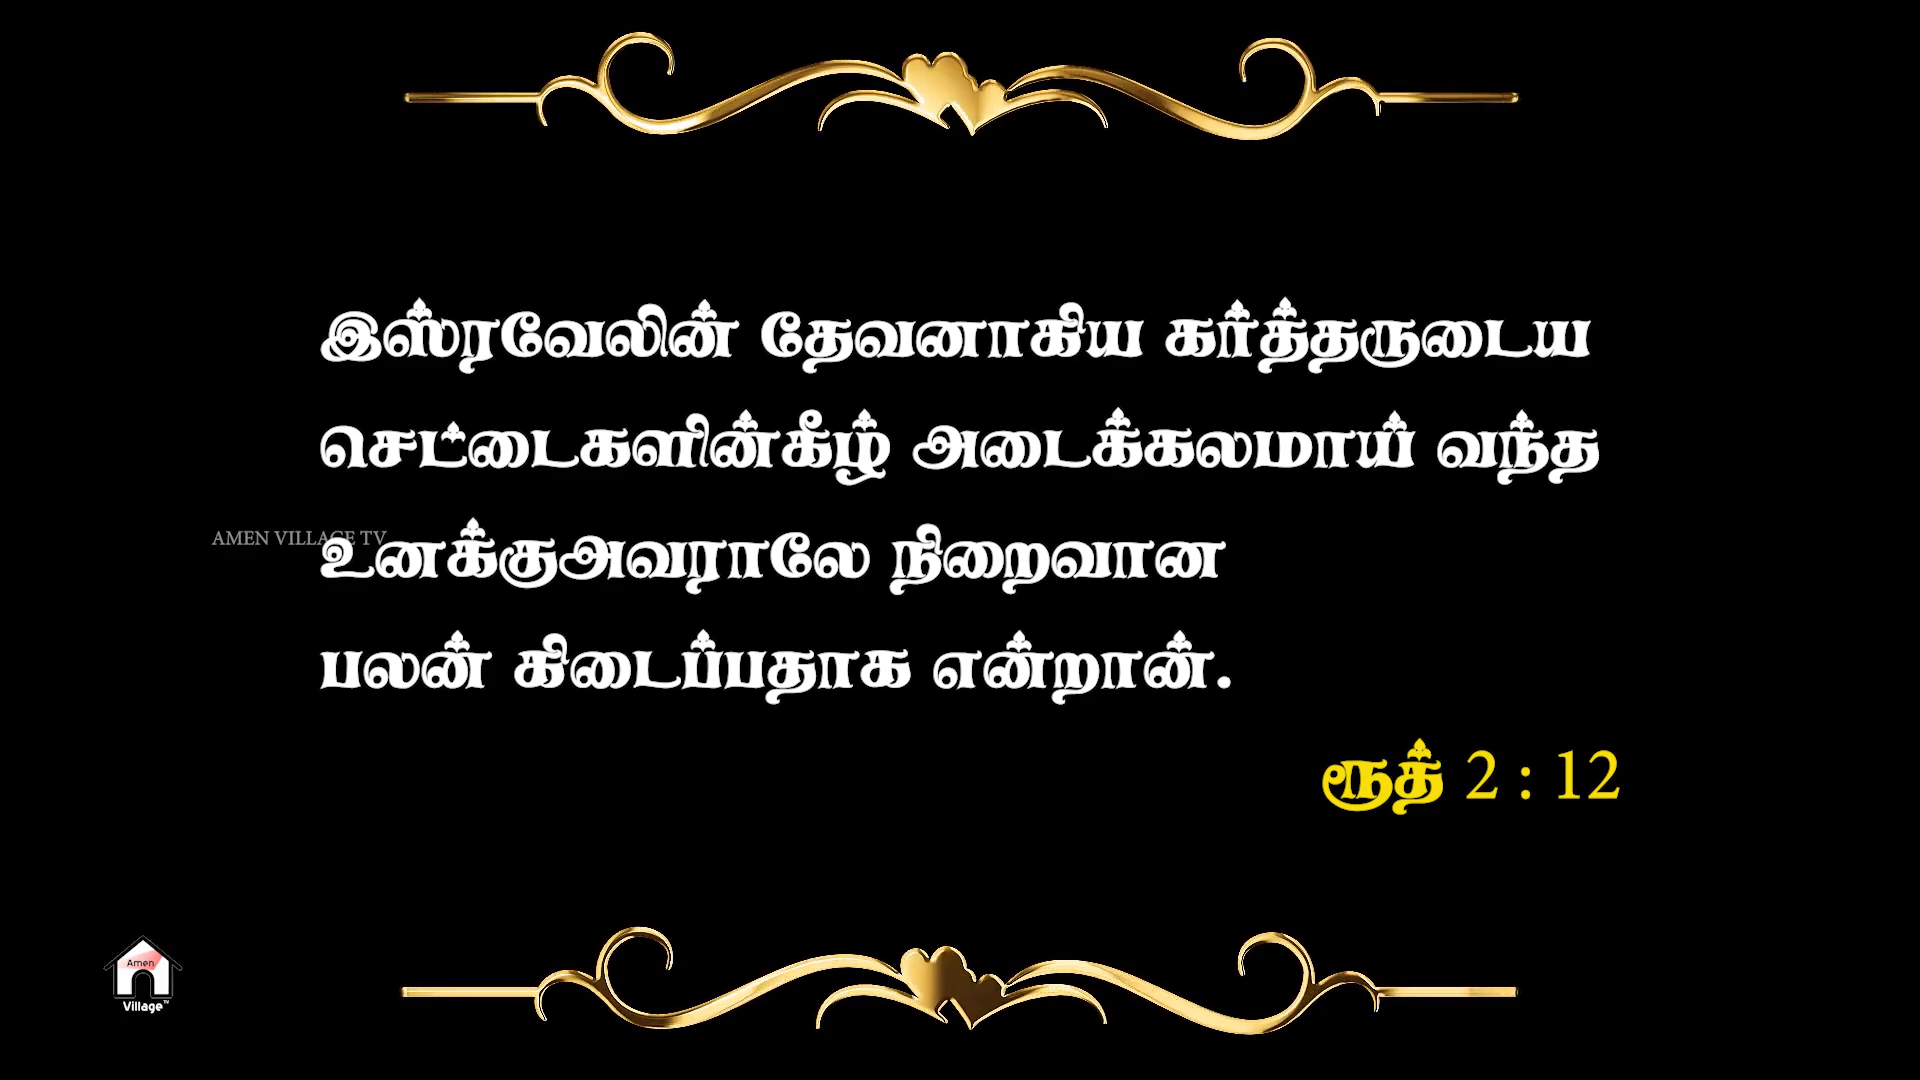 இஸ்ரவேலின் தேவனாகிய கர்த்தருடைய
செட்டைகளின்கீழ் அடைக்கலமாய் வந்த
AMEN VILLAGE TV
உனக்குஅவராலே நிறைவான
பலன் கிடைப்பதாக என்றான்.
ரூத் 2 : 12
Amen
Village TV